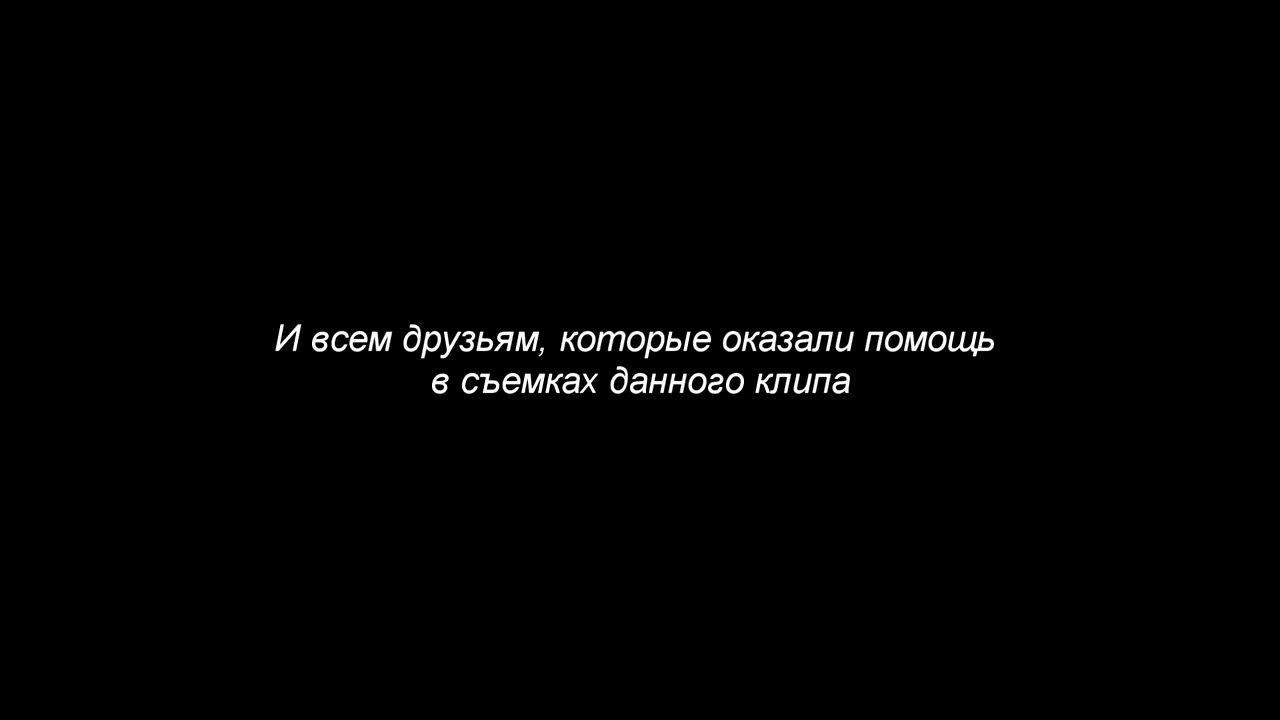 И всем друзьям, которые оказали помощь
в съемках данного клипа